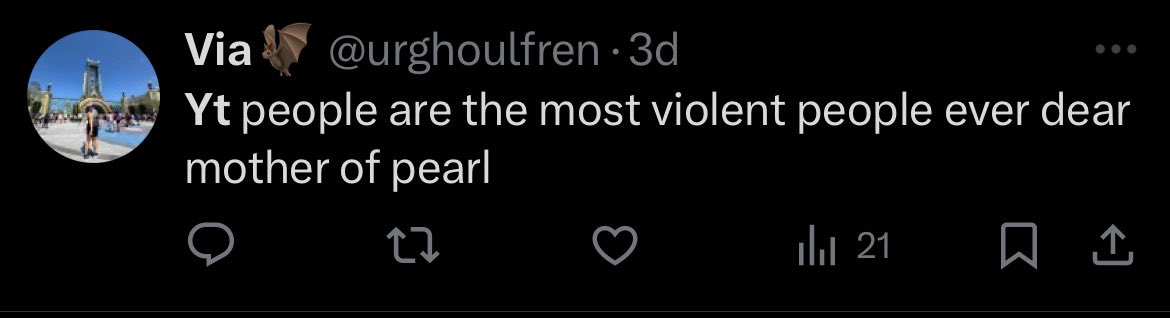 Via🦇 @urghoulfren · 3d
Yt people are the most violent people ever dear
mother of pearl
21